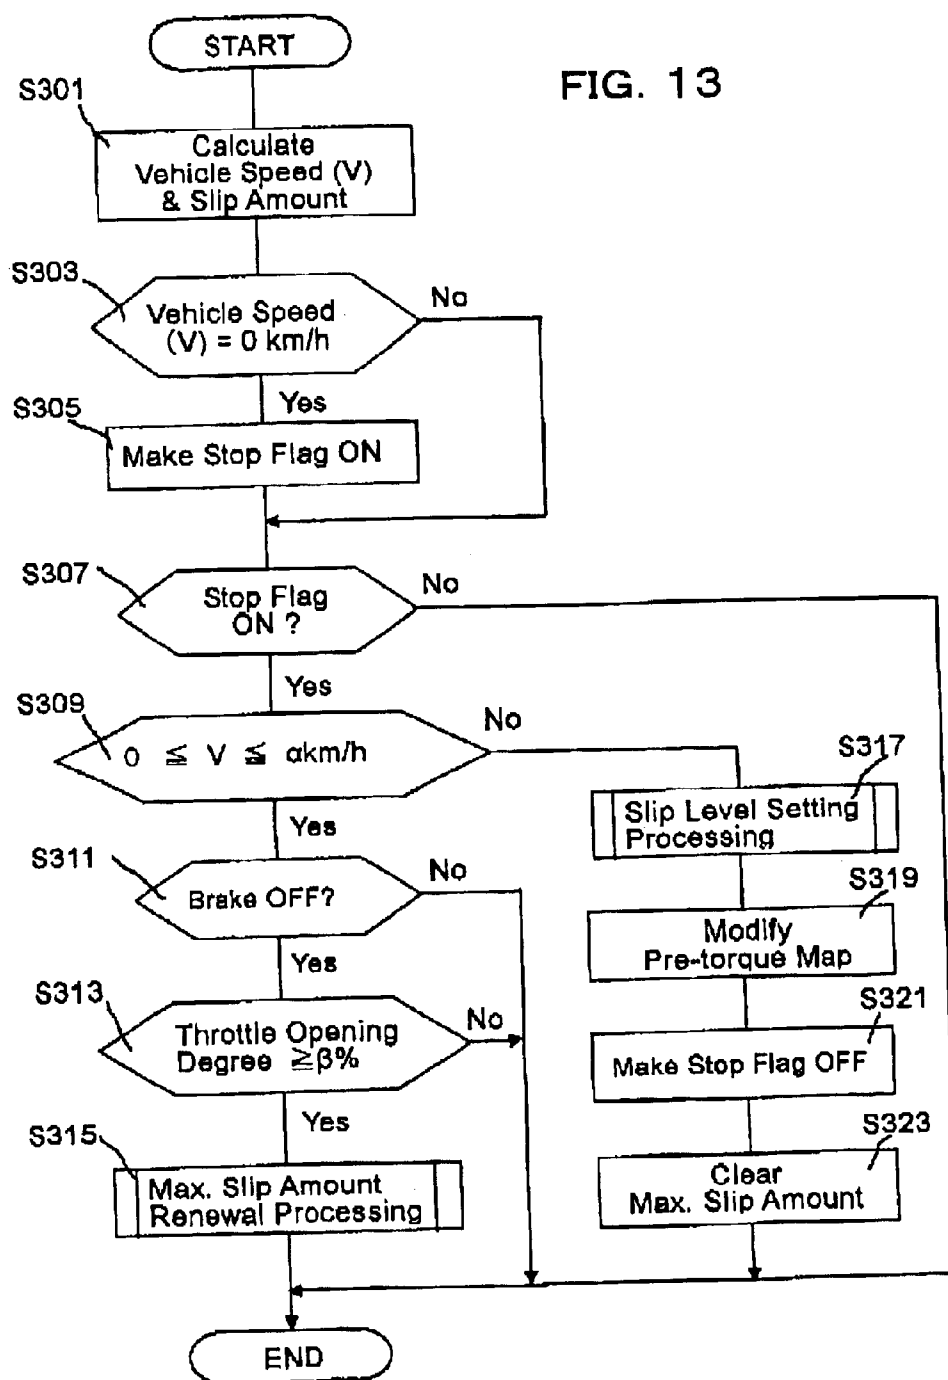 START
FIG. 13
S301
Calculate
Vehicle Speed (V)
& Slip Amount
S303
Vehicle Speed
(V) = 0 km/h
No
Yes
S305
Make Stop Flag ON
S307
Stop Flag
ON ?
No
Yes
S309
0 ≦ V ≦ αkm/h
No
Yes
S317
Slip Level Setting
Processing
S311
Brake OFF?
No
Yes
S319
Modify
Pre-torque Map
S313
Throttle Opening
Degree ≧β%
No
Yes
S321
Make Stop Flag OFF
S315
Max. Slip Amount
Renewal Processing
S323
Clear
Max. Slip Amount
END